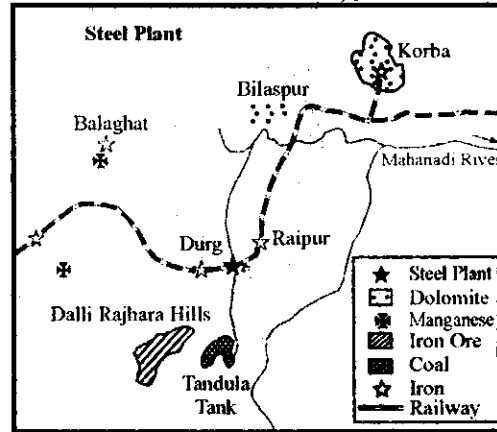 Steel Plant
Korba
Bilaspur
Balaghat
Mahanadi River
Durg
Raipur
Dalli Rajhara Hills
Tandula
Tank
Steel Plant
Dolomite
Manganese
Iron Ore
Coal
Iron
Railway